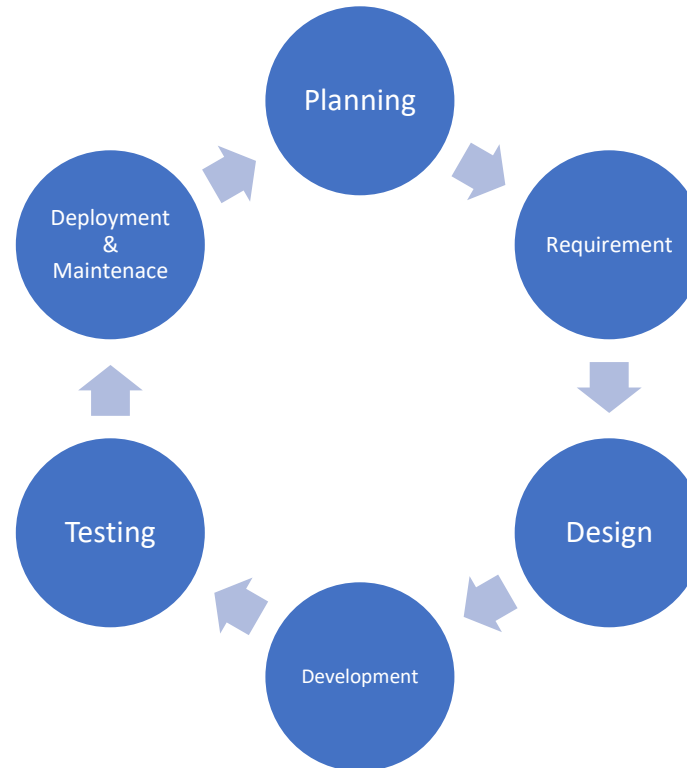 Planning
Requirement
Design
Development
Testing
Deployment
&
Maintenace